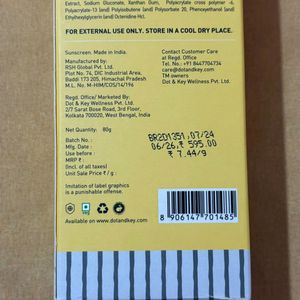 Extract, Sodium Gluconate, Xanthan Gum, Polyacrylate cross polymer -6,
Polyacrylate-13 (and) Polyisobutene (and) Polysorbate 20, Phenoxyethanol (and)
Ethylhexylglycerin (and) Octenidine Hcl.
FOR EXTERNAL USE ONLY. STORE IN A COOL DRY PLACE.
Sunscreen. Made in India.
Manufactured by:
RSH Global Pvt. Ltd.
Plot No. 74, DIC Industrial Area,
Baddi 173 205, Himachal Pradesh
M.L. No. M-HIM/COS/14/196
Contact Customer Care
at Regd. Office
Ph. No.: +91 8447704734
care@dotandkey.com
TM owners
Dot & Key Wellness Pvt. Ltd.
Regd. Office/ Marketed By:
Dot & Key Wellness Pvt. Ltd.
2/7 Sarat Bose Road, 3rd Floor,
Kolkata 700020, West Bengal, India
Net Quantity: 80g
Batch No. :
Mfg. Date :
Use before :
MRP ₹ :
(Incl. of all taxes)
Unit Sale Price ₹ / g :
BR2D1351, 07/24
06/26, ₹ 595.00
₹ 7.44/g
Imitation of label graphics
is a punishable offense.
8 906147 701485
www.dotandkey.com